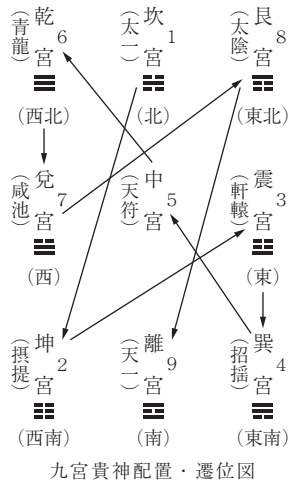 乾宮 6
(青龍)
☰
(西北)
坎宮 1
(太一)
☵
(北)
艮宮 8
(太陰)
☶
(東北)
兌宮 7
(咸池)
☱
(西)
中宮 5
(天符)
震宮 3
(軒轅)
☳
(東)
坤宮 2
(摂提)
☷
(西南)
離宮 9
(天一)
☲
(南)
巽宮 4
(招揺)
☴
(東南)
九宮貴神配置・遷位図